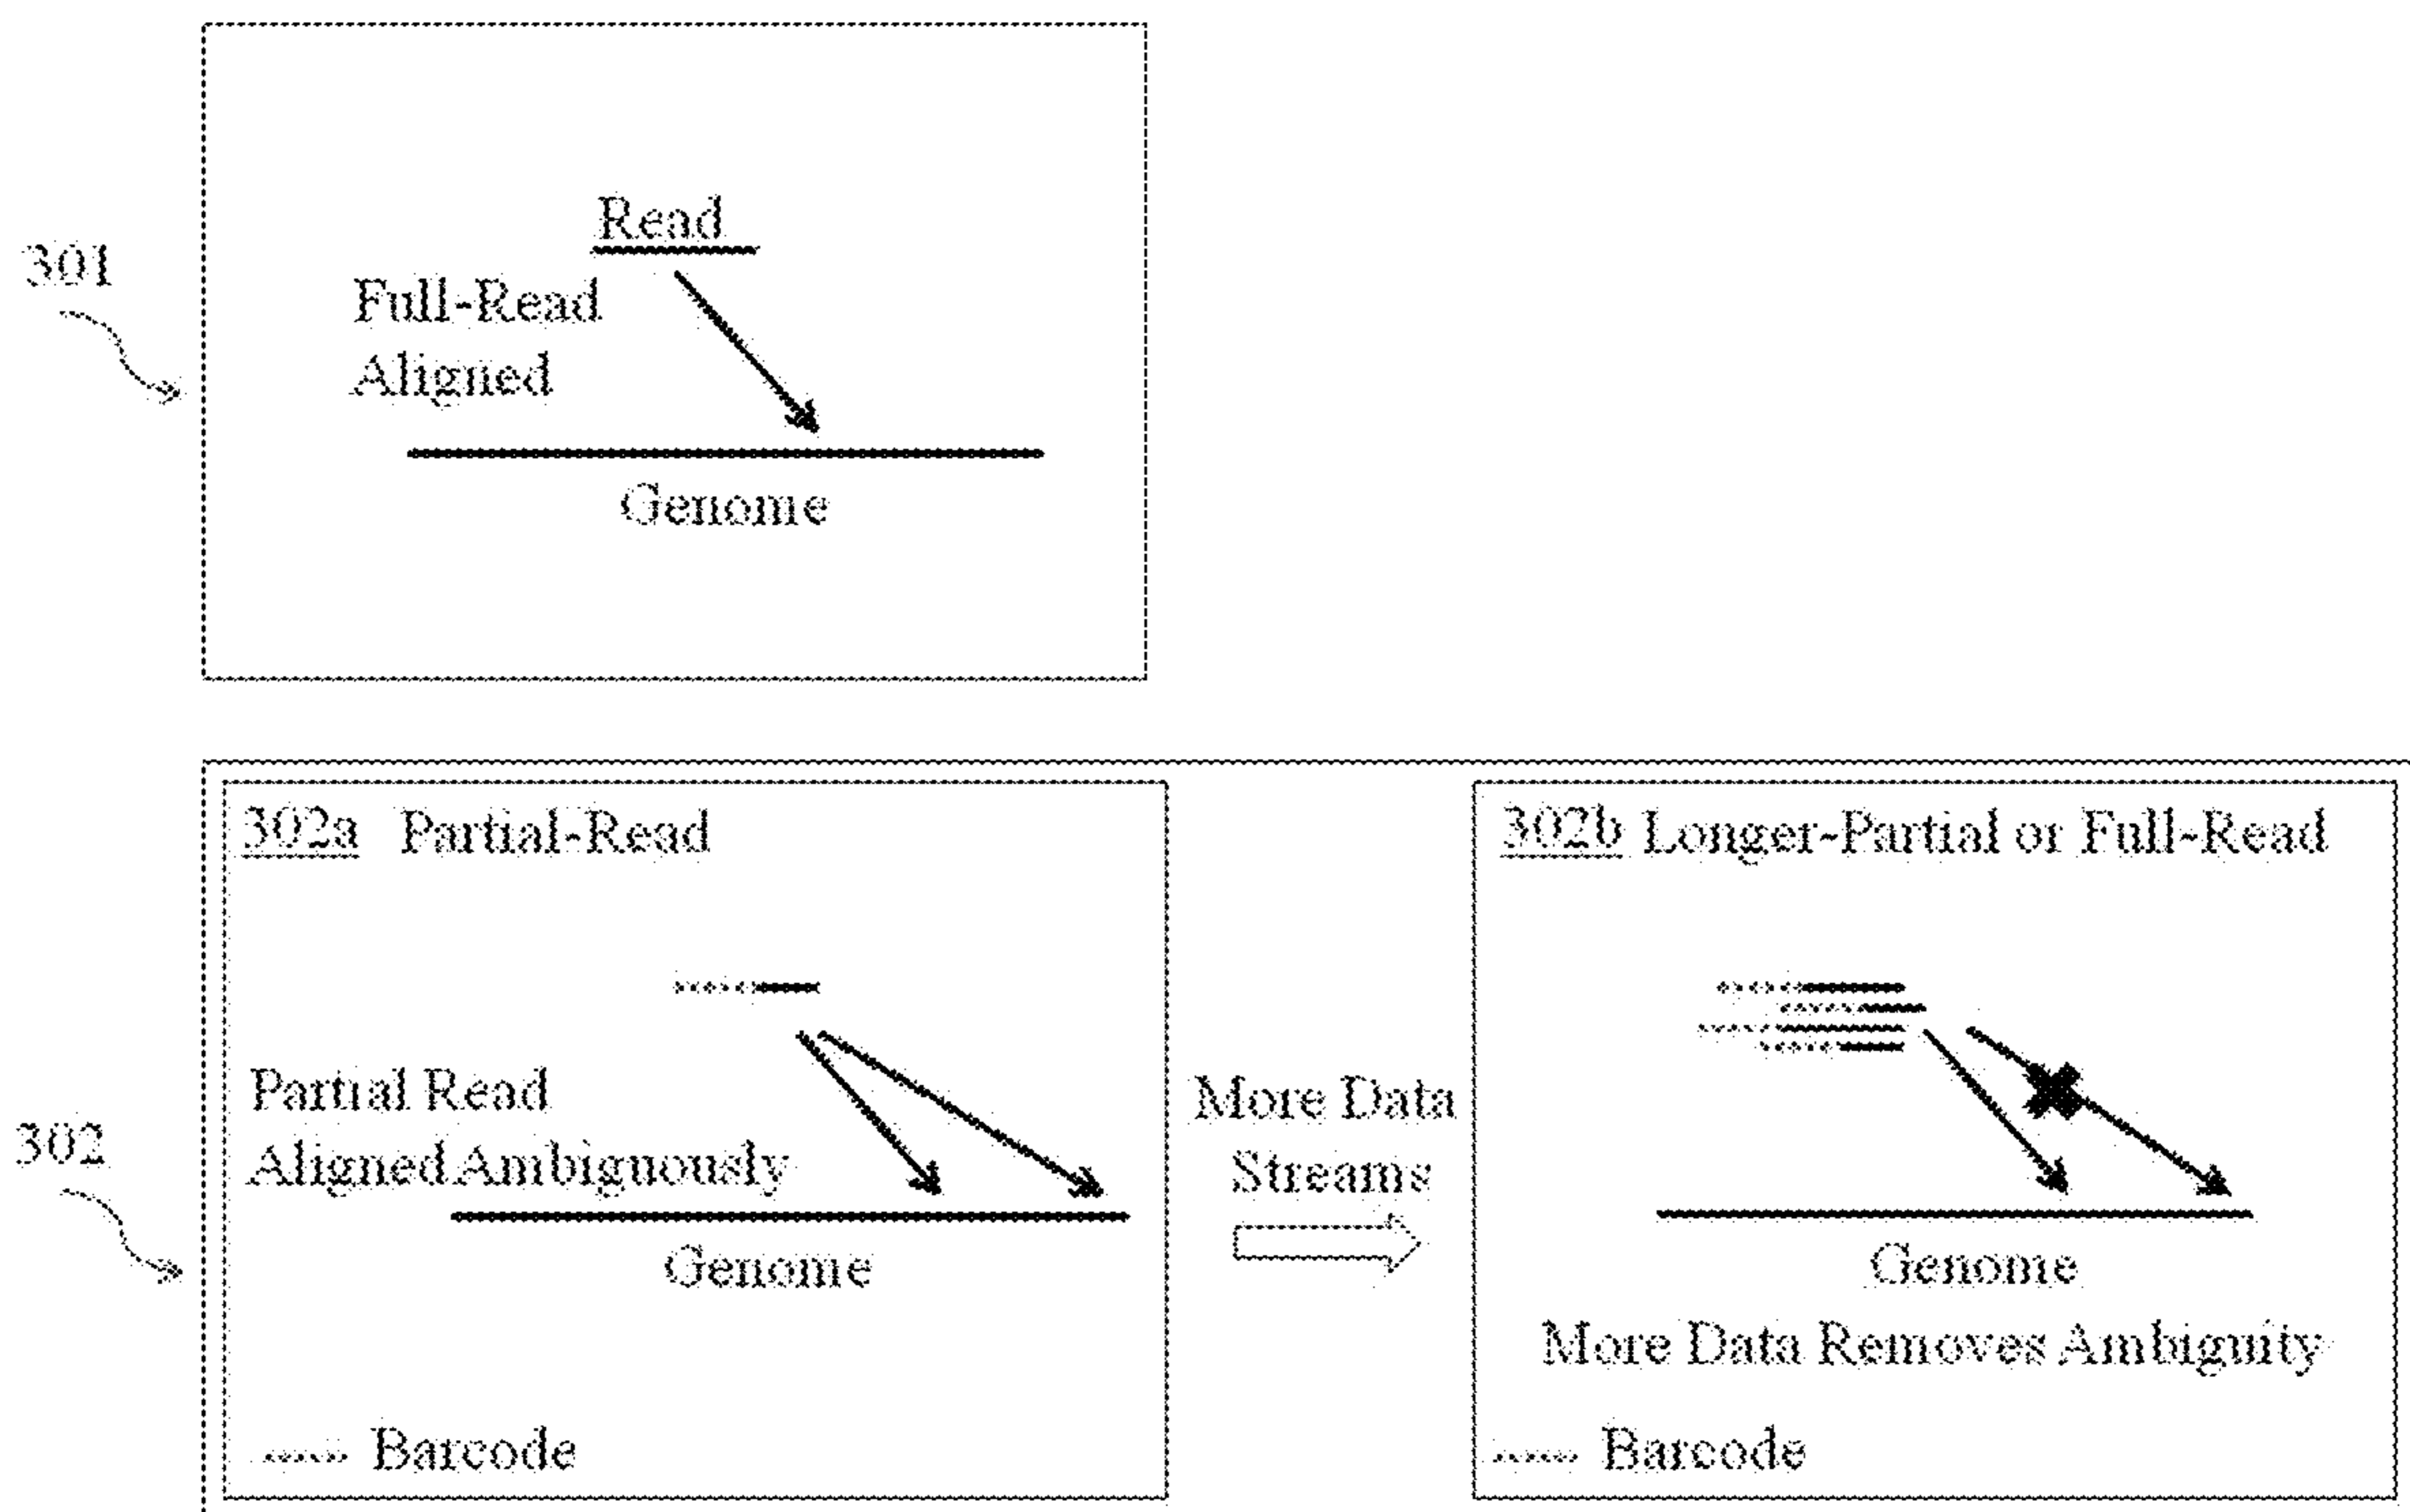 301
Read
Full-Read
Aligned
Genome
302
302a Partial-Read
Partial Read
Aligned Ambiguously
Genome
Barcode
More Data
Streams
302b Longer-Partial or Full-Read
Genome
More Data Removes Ambiguity
Barcode